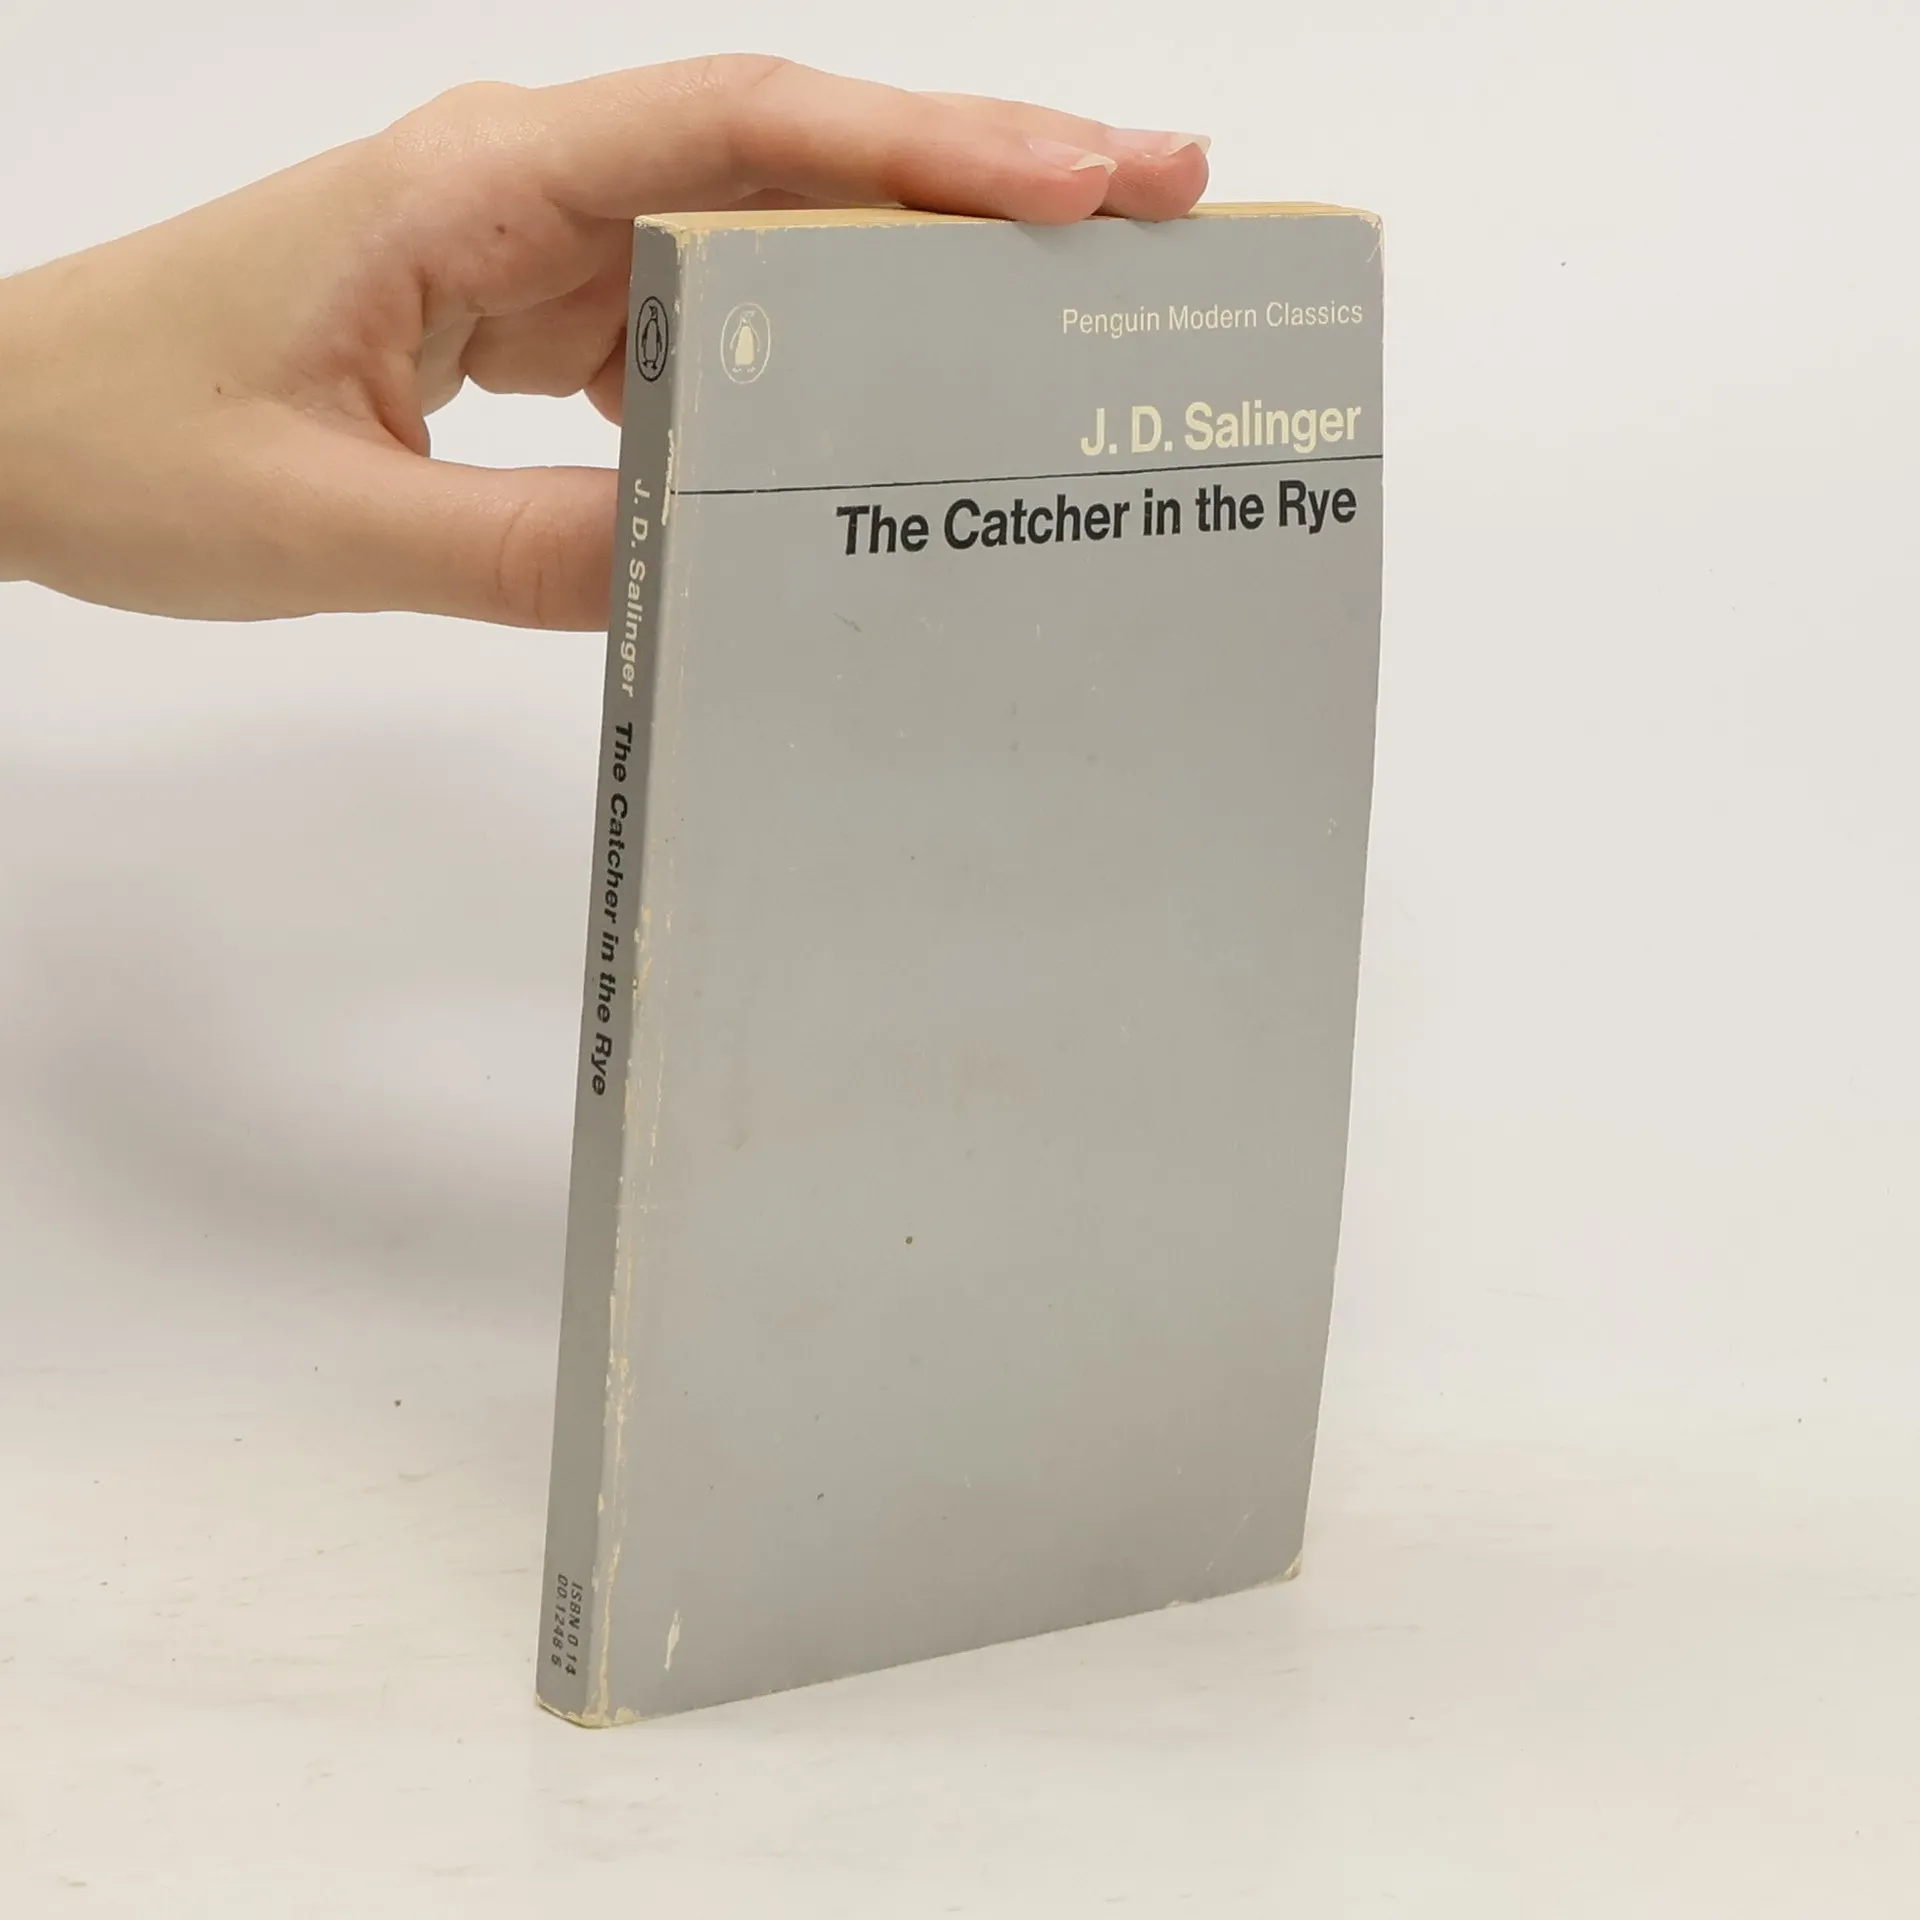 Penguin Modern Classics
J. D. Salinger
The Catcher in the Rye
J. D. Salinger The Catcher in the Rye
ISBN 0 14
00.1248 6